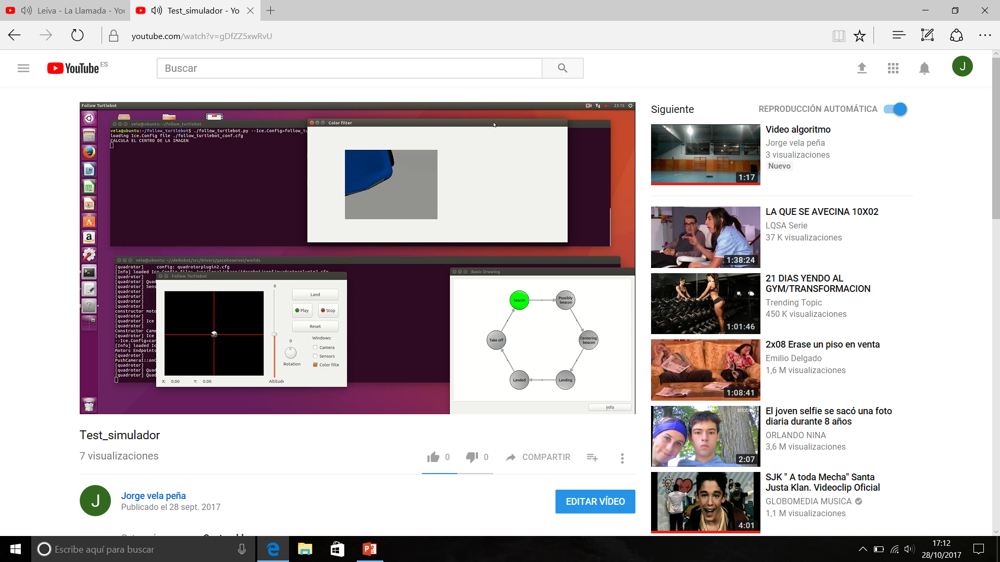 Leiva - La Llamada - You
Test_simulador - Yo
youtube.com/watch?v=gDfZZ5xwRvU
YouTube ES
Buscar
J
Follow Turtlebot
23:15
vela@ubuntu: ~/follow_turtlebot
vela@ubuntu:~/follow_turtlebot$ ./follow_turtlebot.py --Ice.Config=follow_tu
loading Ice.Config file ./follow_turtlebot_conf.cfg
CALCULA EL CENTRO DE LA IMAGEN
Color filter
vela@ubuntu: ~/JdeRobot/src/drivers/gazeboserver/worlds
[quadrotor] config: quadrotorplugin2.cfg
[Info] loaded Ice.Config file: /usr/local/share/jderobot/conf/quadrotorplugin2.cfg
[quadrotor]
[quadrotor] Quad
[quadrotor] Sens
[quadrotor]
[quadrotor]
[quadrotor]
[quadrotor]
constructor moto
[quadrotor]
[quadrotor] Ice
[quadrotor]
Constructor Came
[quadrotor] Ice
--Ice.Config=car
[Info] loaded Ic
Motors Endpoints
[quadrotor]
PushCameraI::onC
[quadrotor]
[quadrotor] Quad
[quadrotor] Quad
Follow Turtlebot
0
Land
Play
Stop
Reset
Windows:
0
Camera
Sensors
Color filte
Rotation
X: 0.00 Y: 0.00
Altitude
Basic Drawing
Search
Possibly
beacon
Take off
Centering
beacon
Landed
Landing
Info
Test_simulador
7 visualizaciones
0
0
COMPARTIR
J
Jorge vela peña
Publicado el 28 sept. 2017
EDITAR VÍDEO
Siguiente
REPRODUCCIÓN AUTOMÁTICA
Video algoritmo
Jorge vela peña
3 visualizaciones
Nuevo
1:17
LA QUE SE AVECINA 10X02
LQSA Serie
37 K visualizaciones
1:38:24
21 DIAS YENDO AL
GYM/TRANSFORMACION
Trending Topic
450 K visualizaciones
1:01:46
2x08 Erase un piso en venta
Emilio Delgado
1,6 M visualizaciones
1:08:41
El joven selfie se sacó una foto
diaria durante 8 años
ORLANDO NINA
3,6 M visualizaciones
2:07
SJK " A toda Mecha" Santa
Justa Klan. Videoclip Oficial
GLOBOMEDIA MUSICA
1,1 M visualizaciones
4:01
Escribe aquí para buscar
17:12
28/10/2017